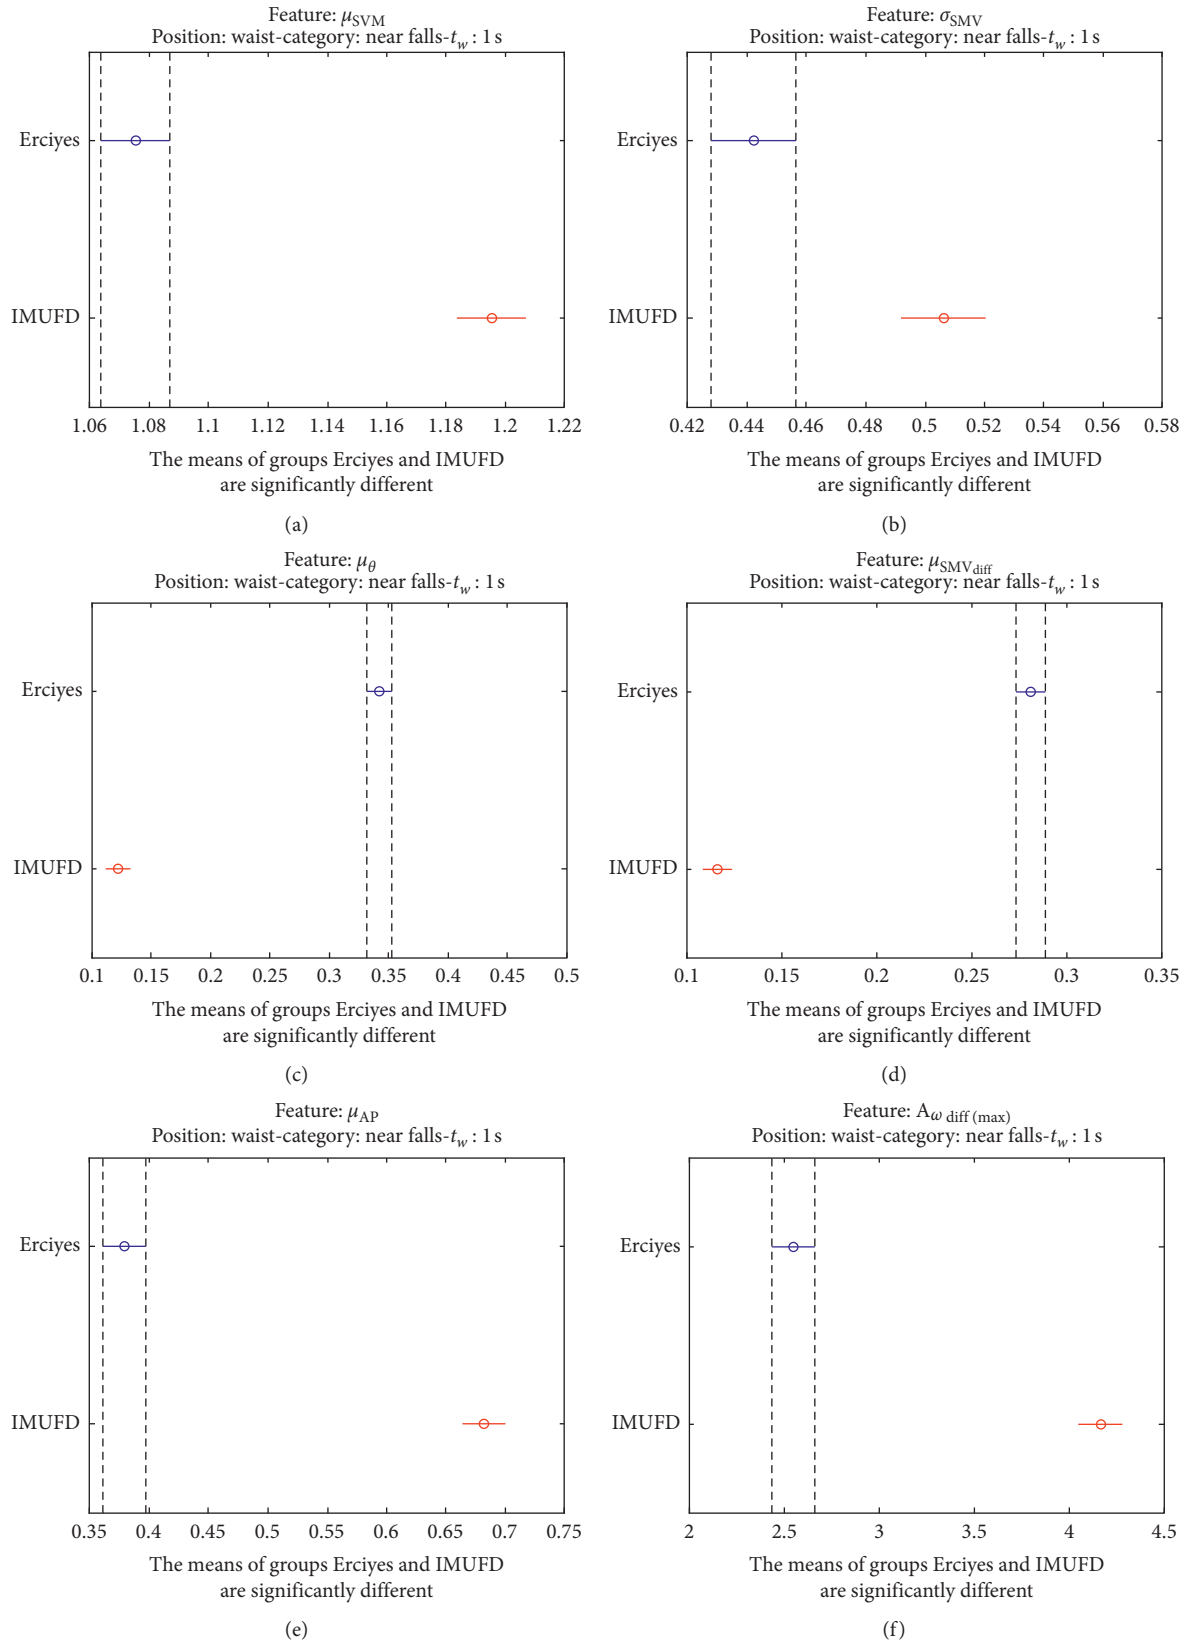 Feature: μSVM
Position: waist-category: near falls-tw : 1 s
Erciyes
IMUFD
1.06 1.08 1.1 1.12 1.14 1.16 1.18 1.2 1.22
The means of groups Erciyes and IMUFD
are significantly different
(a)
Feature: σSMV
Position: waist-category: near falls-tw : 1 s
Erciyes
IMUFD
0.42 0.44 0.46 0.48 0.5 0.52 0.54 0.56 0.58
The means of groups Erciyes and IMUFD
are significantly different
(b)
Feature: μθ
Position: waist-category: near falls-tw : 1 s
Erciyes
IMUFD
0.1 0.15 0.2 0.25 0.3 0.35 0.4 0.45 0.5
The means of groups Erciyes and IMUFD
are significantly different
(c)
Feature: μSMVdiff
Position: waist-category: near falls-tw : 1 s
Erciyes
IMUFD
0.1 0.15 0.2 0.25 0.3 0.35
The means of groups Erciyes and IMUFD
are significantly different
(d)
Feature: μAP
Position: waist-category: near falls-tw : 1 s
Erciyes
IMUFD
0.35 0.4 0.45 0.5 0.55 0.6 0.65 0.7 0.75
The means of groups Erciyes and IMUFD
are significantly different
(e)
Feature: Aω diff (max)
Position: waist-category: near falls-tw : 1 s
Erciyes
IMUFD
2 2.5 3 3.5 4 4.5
The means of groups Erciyes and IMUFD
are significantly different
(f)